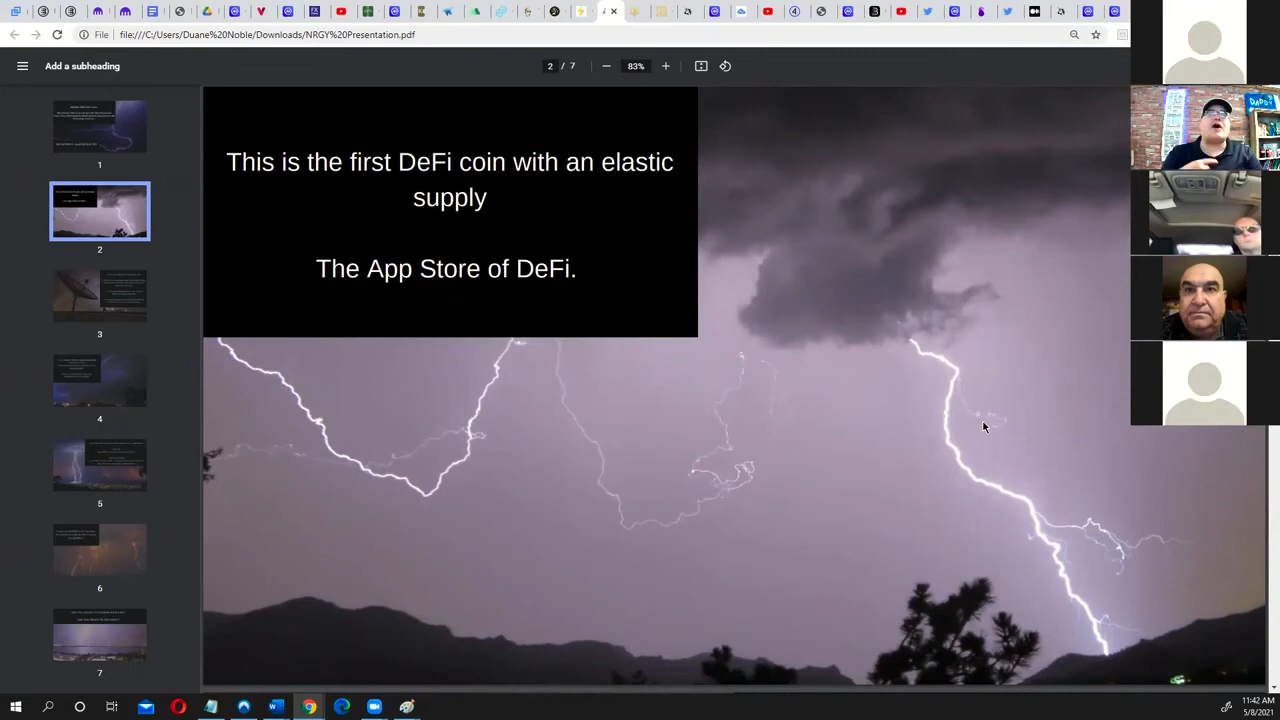 File
file:///C:/Users/Duane%20Noble/Downloads/NRGY%20Presentation.pdf
Add a subheading
2 / 7
83%
This is the first DeFi coin with an elastic
supply
The App Store of DeFi.
1
2
3
4
5
6
7
DADDY
11:42 AM
5/8/2021